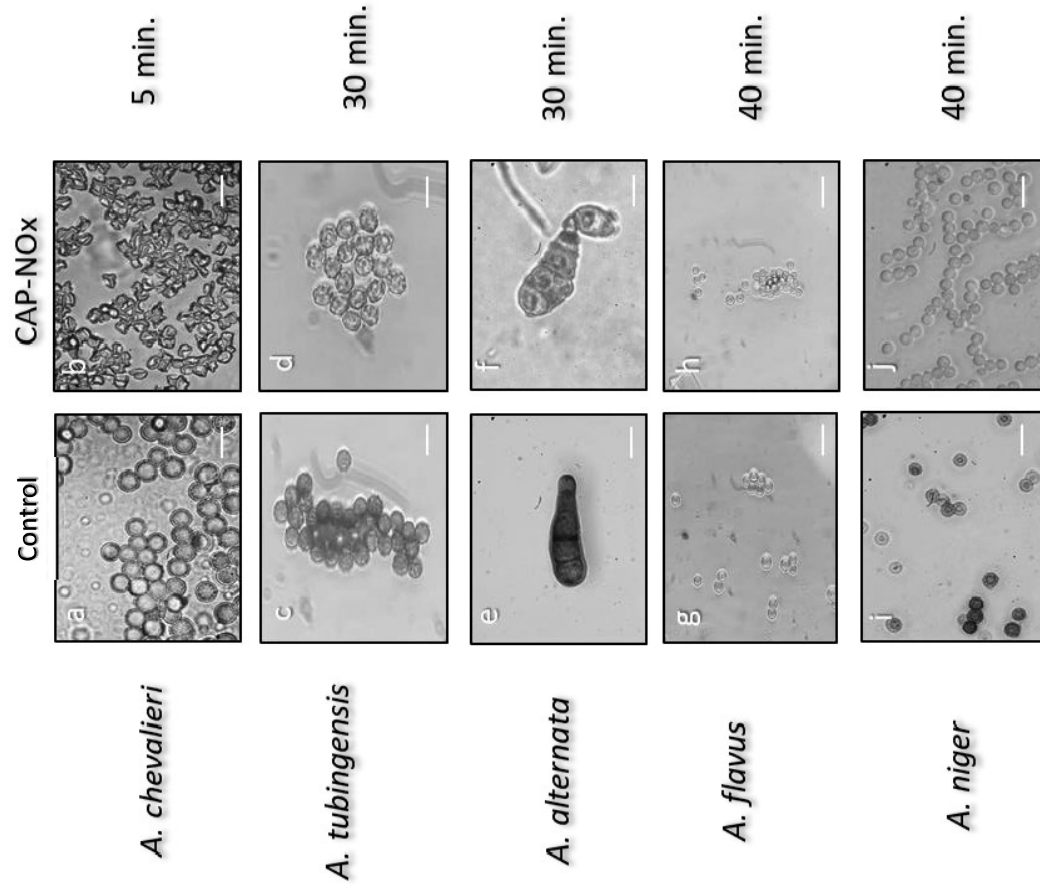 Control CAP-NOx
A. chevalieri a b 5 min.
A. tubingensis c d 30 min.
A. alternata e f 30 min.
A. flavus g h 40 min.
A. niger i j 40 min.